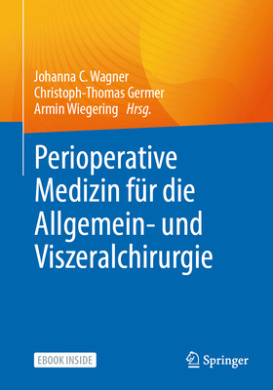 Johanna C. Wagner
Christoph-Thomas Germer
Armin Wiegering Hrsg.
Perioperative
Medizin für die
Allgemein- und
Viszeralchirurgie
EBOOK INSIDE
Springer